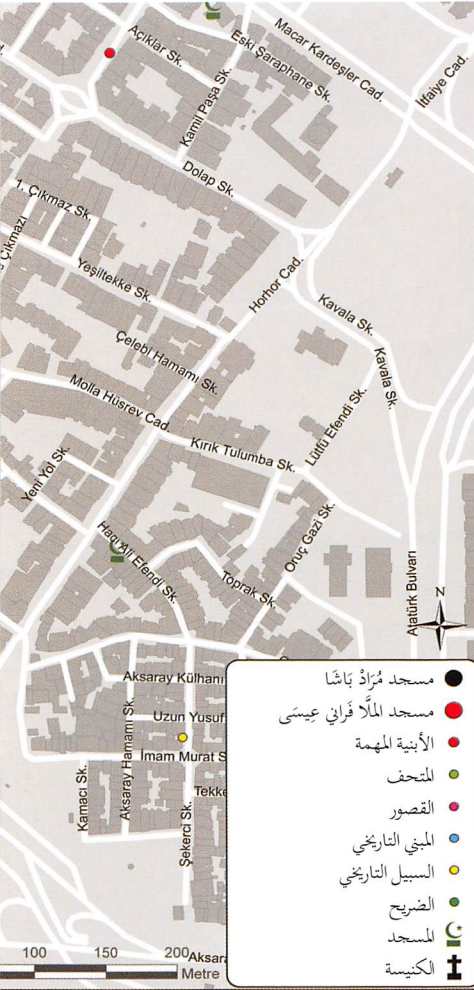 Açıklar Sk.
Eski Şaraphane Sk.
Macar Kardeşler Cad.
İtfaiye Cad.
Kamil Paşa Sk.
Dolap Sk.
1. Çıkmaz Sk.
Çıkmazı
Yeşiltekke Sk.
Horhor Cad.
Kavala Sk.
Kavala Sk.
Çelebi Hamamı Sk.
Molla Hüsrev Cad.
Kırık Tulumba Sk.
Lütfü Efendi Sk.
Yeni Yol Sk.
Hacı Ali Efendi Sk.
Oruç Gazi Sk.
Toprak Sk.
Atatürk Bulvarı
N
Aksaray Külhanı
Uzun Yusuf
İmam Murat S
Tekke
Kamacı Sk.
Aksaray Hamamı Sk.
Şekerci Sk.
Aksara
100 150 200
Metre
مسجد مُرَادْ بَاشَا
مسجد الملَّا قَراني عِيسَى
الأبنية المهمة
المتحف
القصور
المبني التاريخي
السبيل التاريخي
الضريح
المسجد
الكنيسة